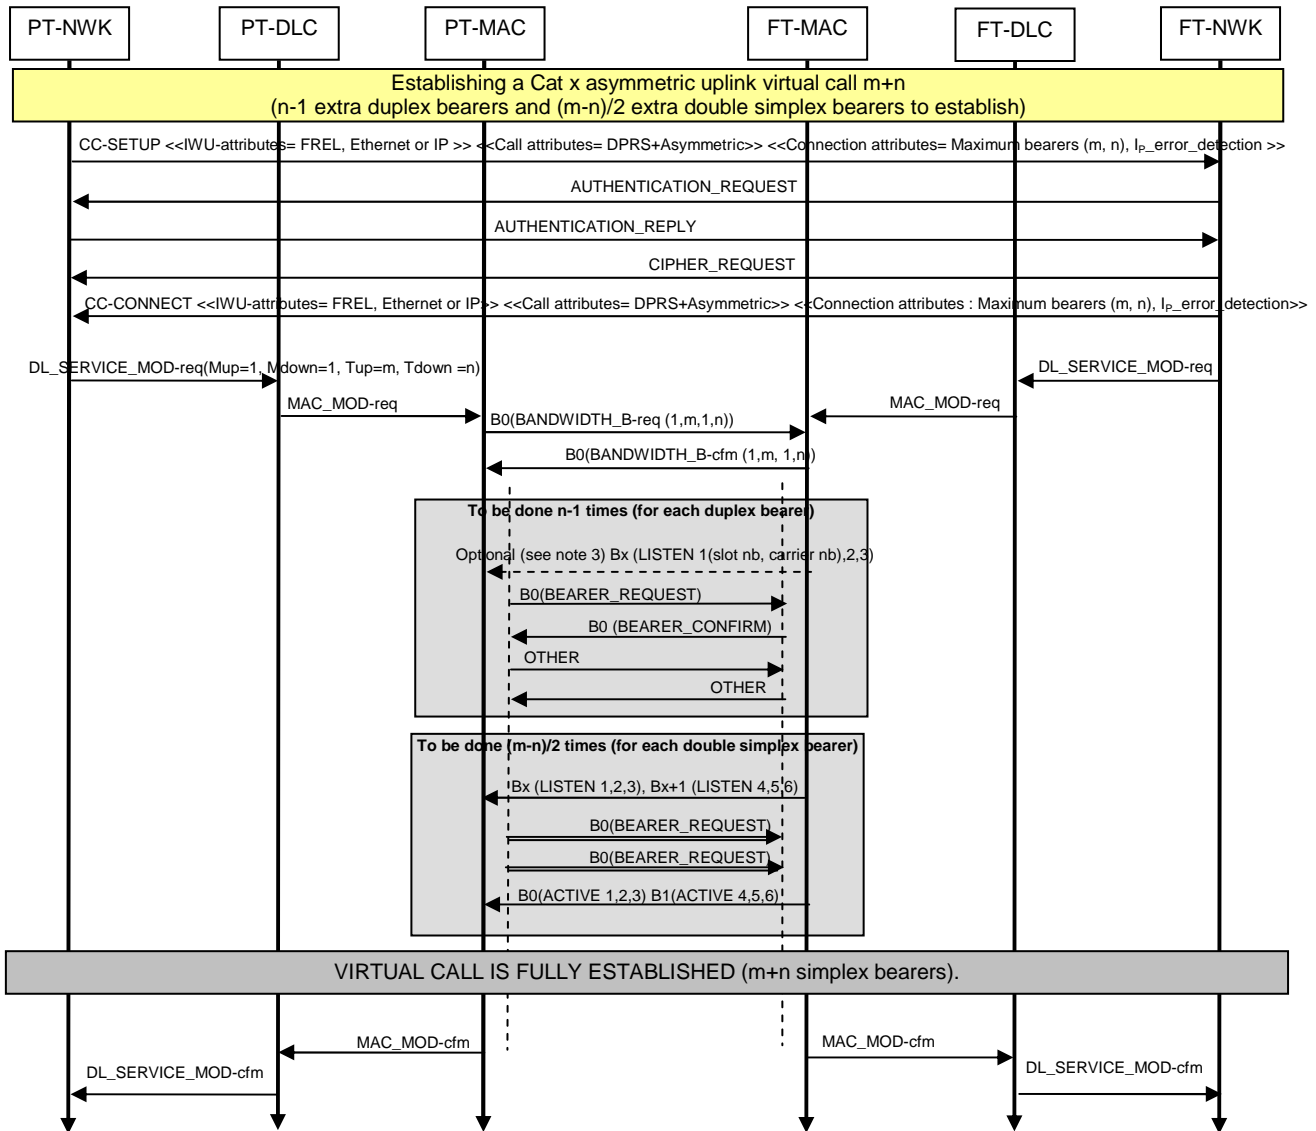 PT-NWK
PT-DLC
PT-MAC
FT-MAC
FT-DLC
FT-NWK
Establishing a Cat x asymmetric uplink virtual call m+n
(n-1 extra duplex bearers and (m-n)/2 extra double simplex bearers to establish)
CC-SETUP <<IWU-attributes= FREL, Ethernet or IP >> <<Call attributes= DPRS+Asymmetric>> <<Connection attributes= Maximum bearers (m, n), IP_error_detection >>
AUTHENTICATION_REQUEST
AUTHENTICATION_REPLY
CIPHER_REQUEST
CC-CONNECT <<IWU-attributes= FREL, Ethernet or IP>> <<Call attributes= DPRS+Asymmetric>> <<Connection attributes : Maximum bearers (m, n), IP_error_detection>>
DL_SERVICE_MOD-req(Mup=1, Mdown=1, Tup=m, Tdown =n)
DL_SERVICE_MOD-req
MAC_MOD-req
MAC_MOD-req
B0(BANDWIDTH_B-req (1,m,1,n))
B0(BANDWIDTH_B-cfm (1,m, 1,n))
To be done n-1 times (for each duplex bearer)
Optional (see note 3) Bx (LISTEN 1(slot nb, carrier nb),2,3)
B0(BEARER_REQUEST)
B0 (BEARER_CONFIRM)
OTHER
OTHER
To be done (m-n)/2 times (for each double simplex bearer)
Bx (LISTEN 1,2,3), Bx+1 (LISTEN 4,5,6)
B0(BEARER_REQUEST)
B0(BEARER_REQUEST)
B0(ACTIVE 1,2,3) B1(ACTIVE 4,5,6)
VIRTUAL CALL IS FULLY ESTABLISHED (m+n simplex bearers).
MAC_MOD-cfm
MAC_MOD-cfm
DL_SERVICE_MOD-cfm
DL_SERVICE_MOD-cfm